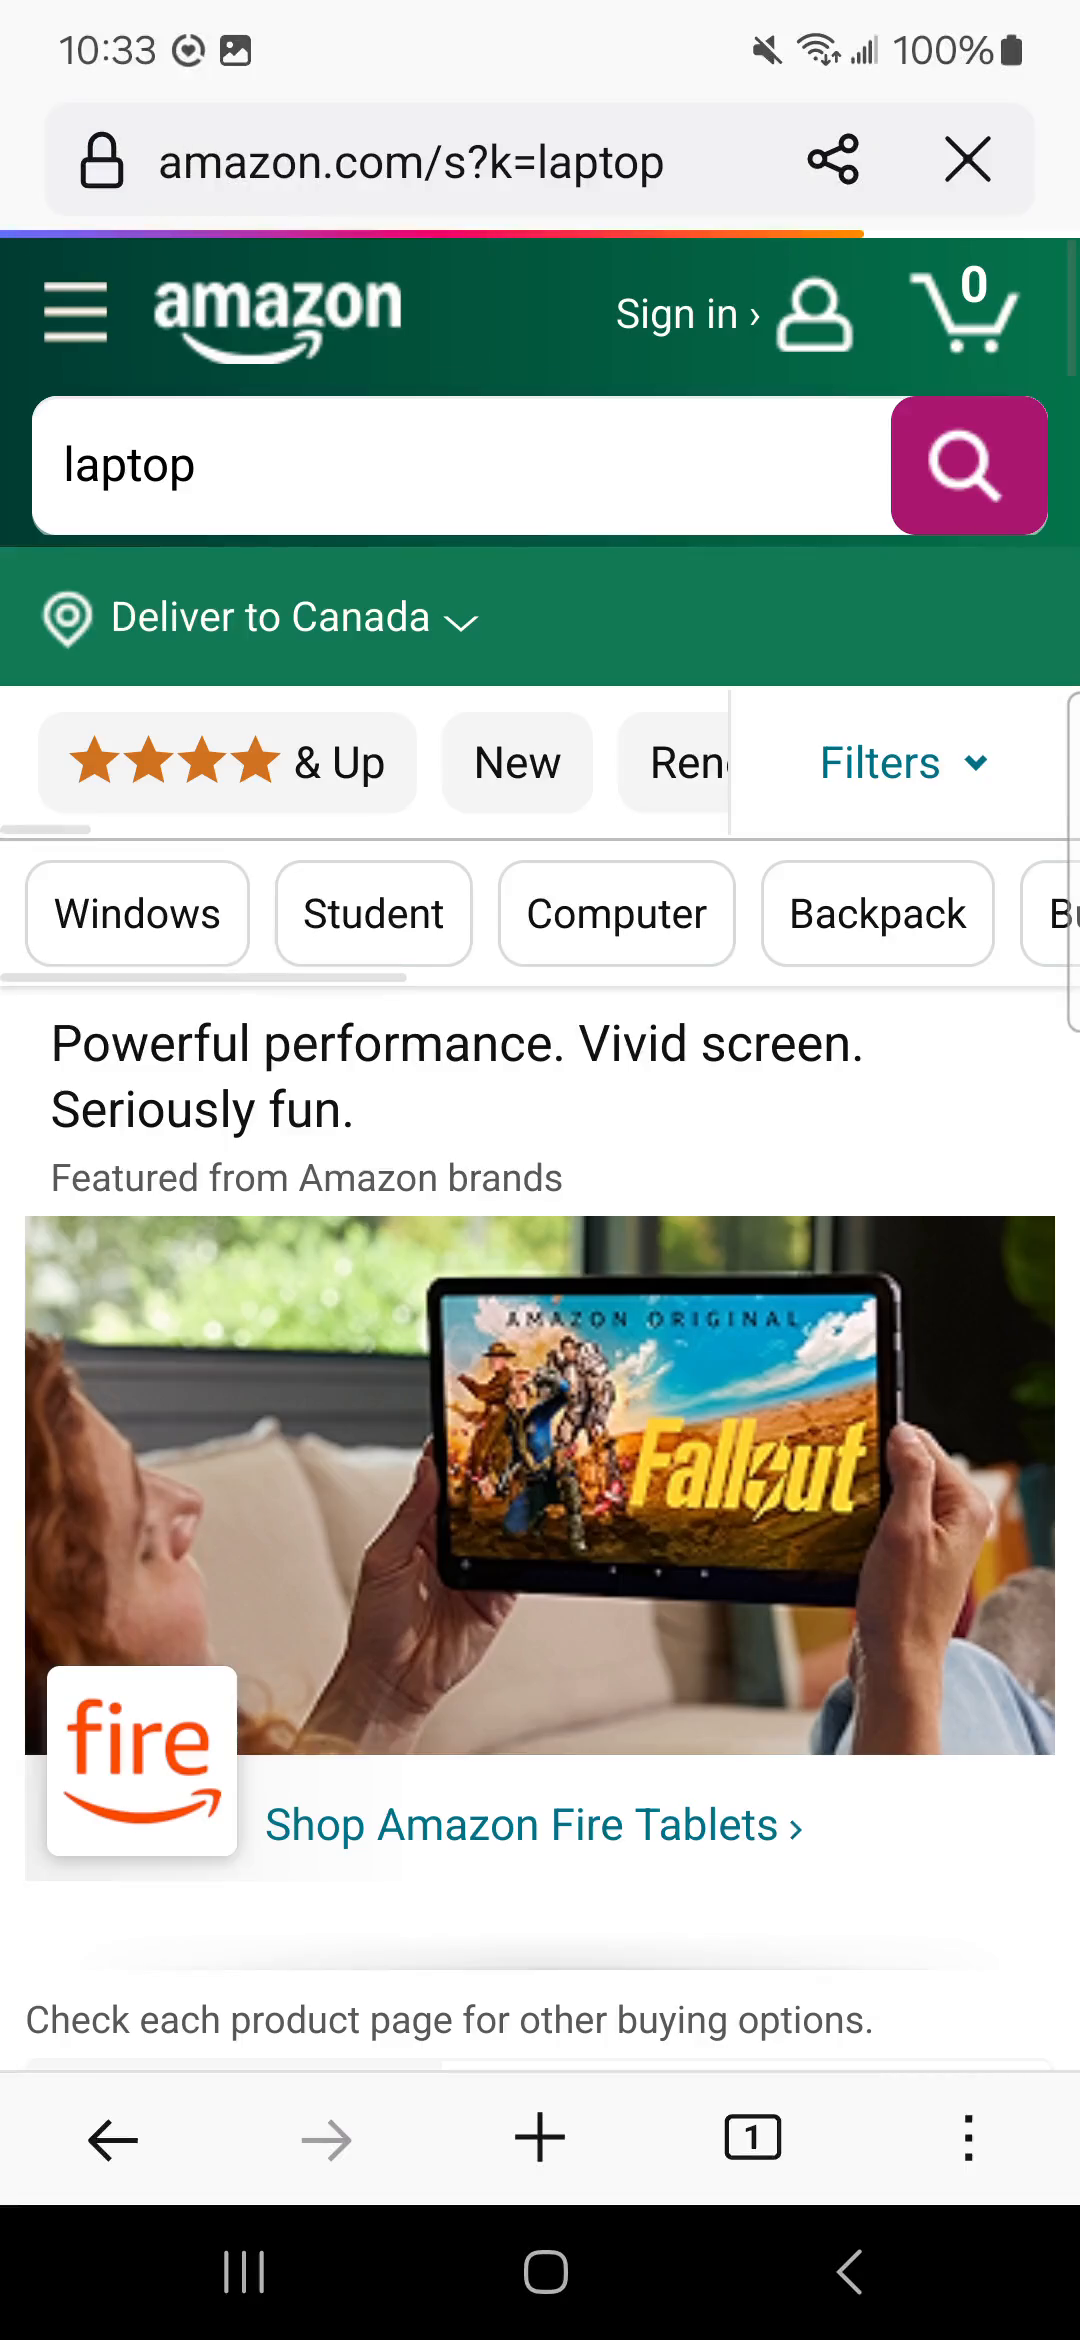 10:33
100%
amazon.com/s?k=laptop
amazon
Sign in ›
0
laptop
Deliver to Canada
& Up
New
Ren
Filters
Windows
Student
Computer
Backpack
Bu
Powerful performance. Vivid screen.
Seriously fun.
Featured from Amazon brands
AMAZON ORIGINAL
Fallout
fire
Shop Amazon Fire Tablets ›
Check each product page for other buying options.
1